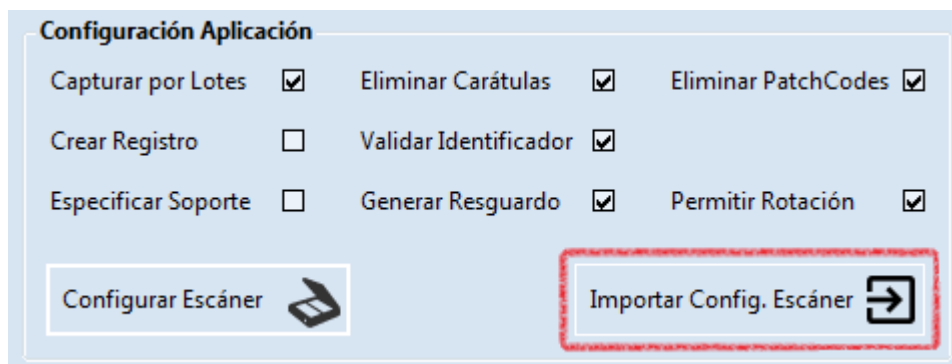 Configuración Aplicación
Capturar por Lotes Eliminar Carátulas Eliminar PatchCodes
Crear Registro Validar Identificador
Especificar Soporte Generar Resguardo Permitir Rotación
Configurar Escáner Importar Config. Escáner